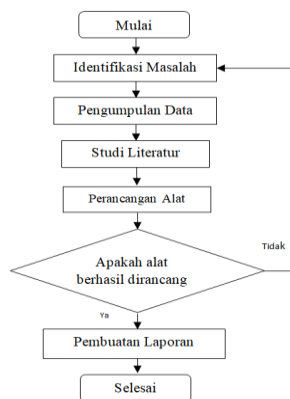 Mulai
Identifikasi Masalah
Pengumpulan Data
Studi Literatur
Perancangan Alat
Apakah alat
berhasil dirancang
Tidak
Ya
Pembuatan Laporan
Selesai